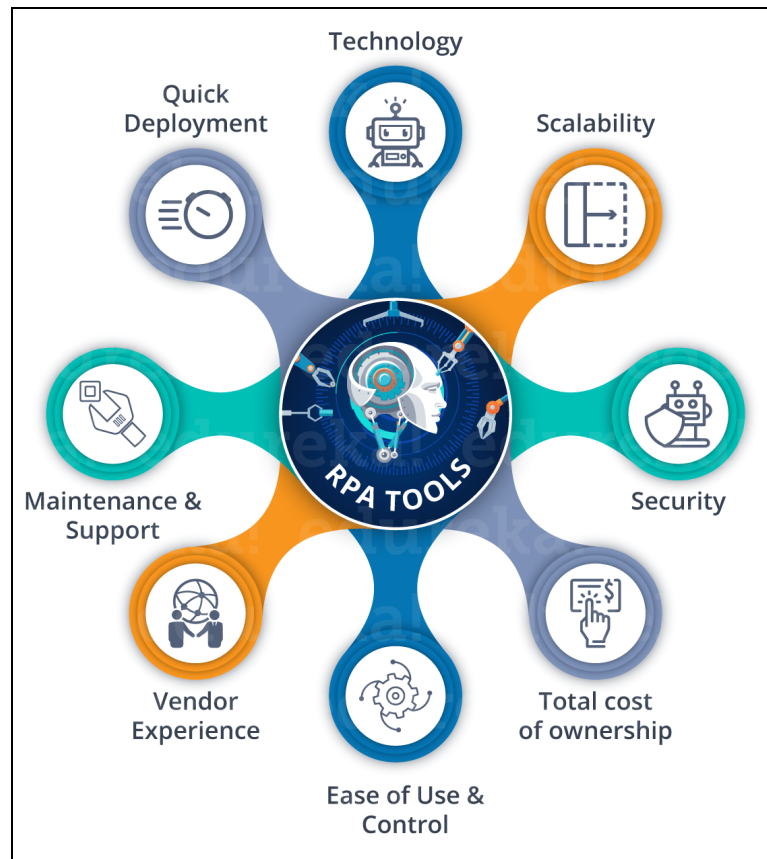 Technology
Quick
Deployment
Scalability
RPA TOOLS
Maintenance &
Support
Security
Vendor
Experience
Total cost
of ownership
Ease of Use &
Control
$
edureka!